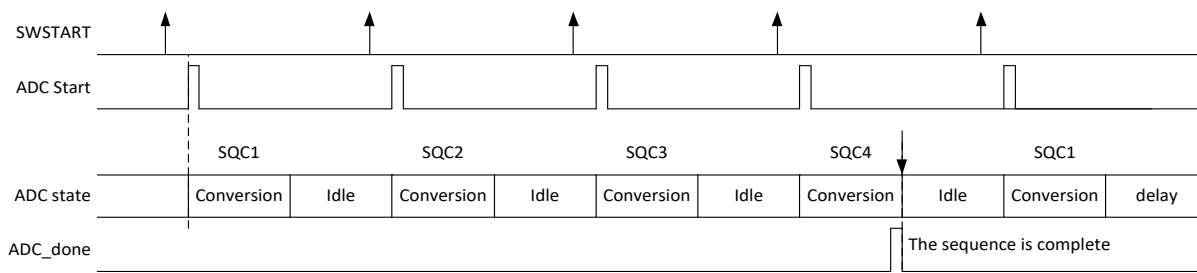 SWSTART
ADC Start
SQC1 SQC2 SQC3 SQC4 SQC1
ADC state Conversion Idle Conversion Idle Conversion Idle Conversion Idle Conversion delay
ADC_done The sequence is complete